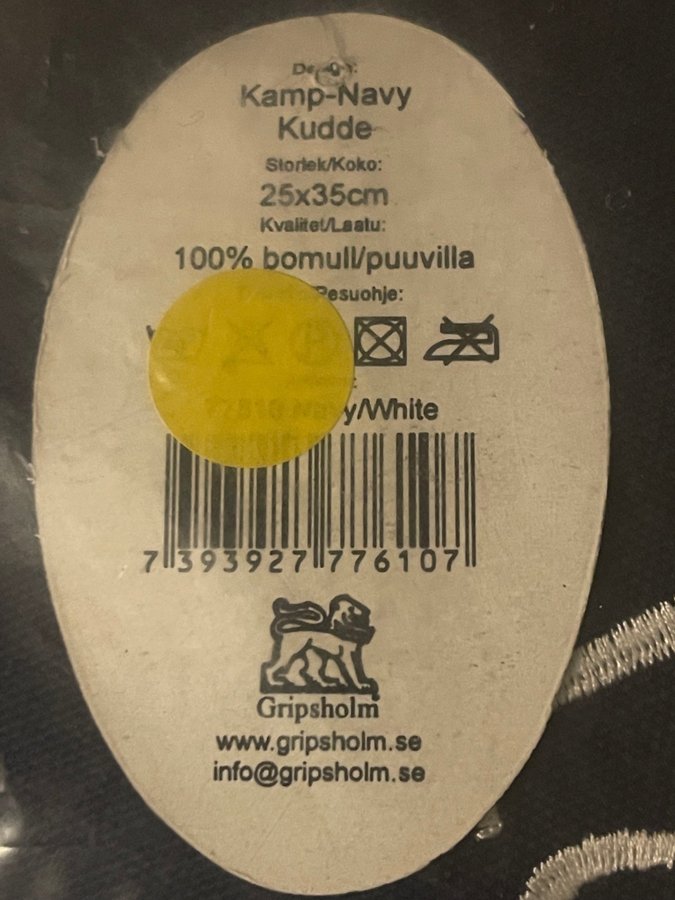 Kamp-Navy
Kudde
Storlek/Koko:
25x35cm
Kvalitet/Laatu:
100% bomull/puuvilla
Pesuohje:
Navy/White
7 393927 776107
Gripsholm
www.gripsholm.se
info@gripsholm.se